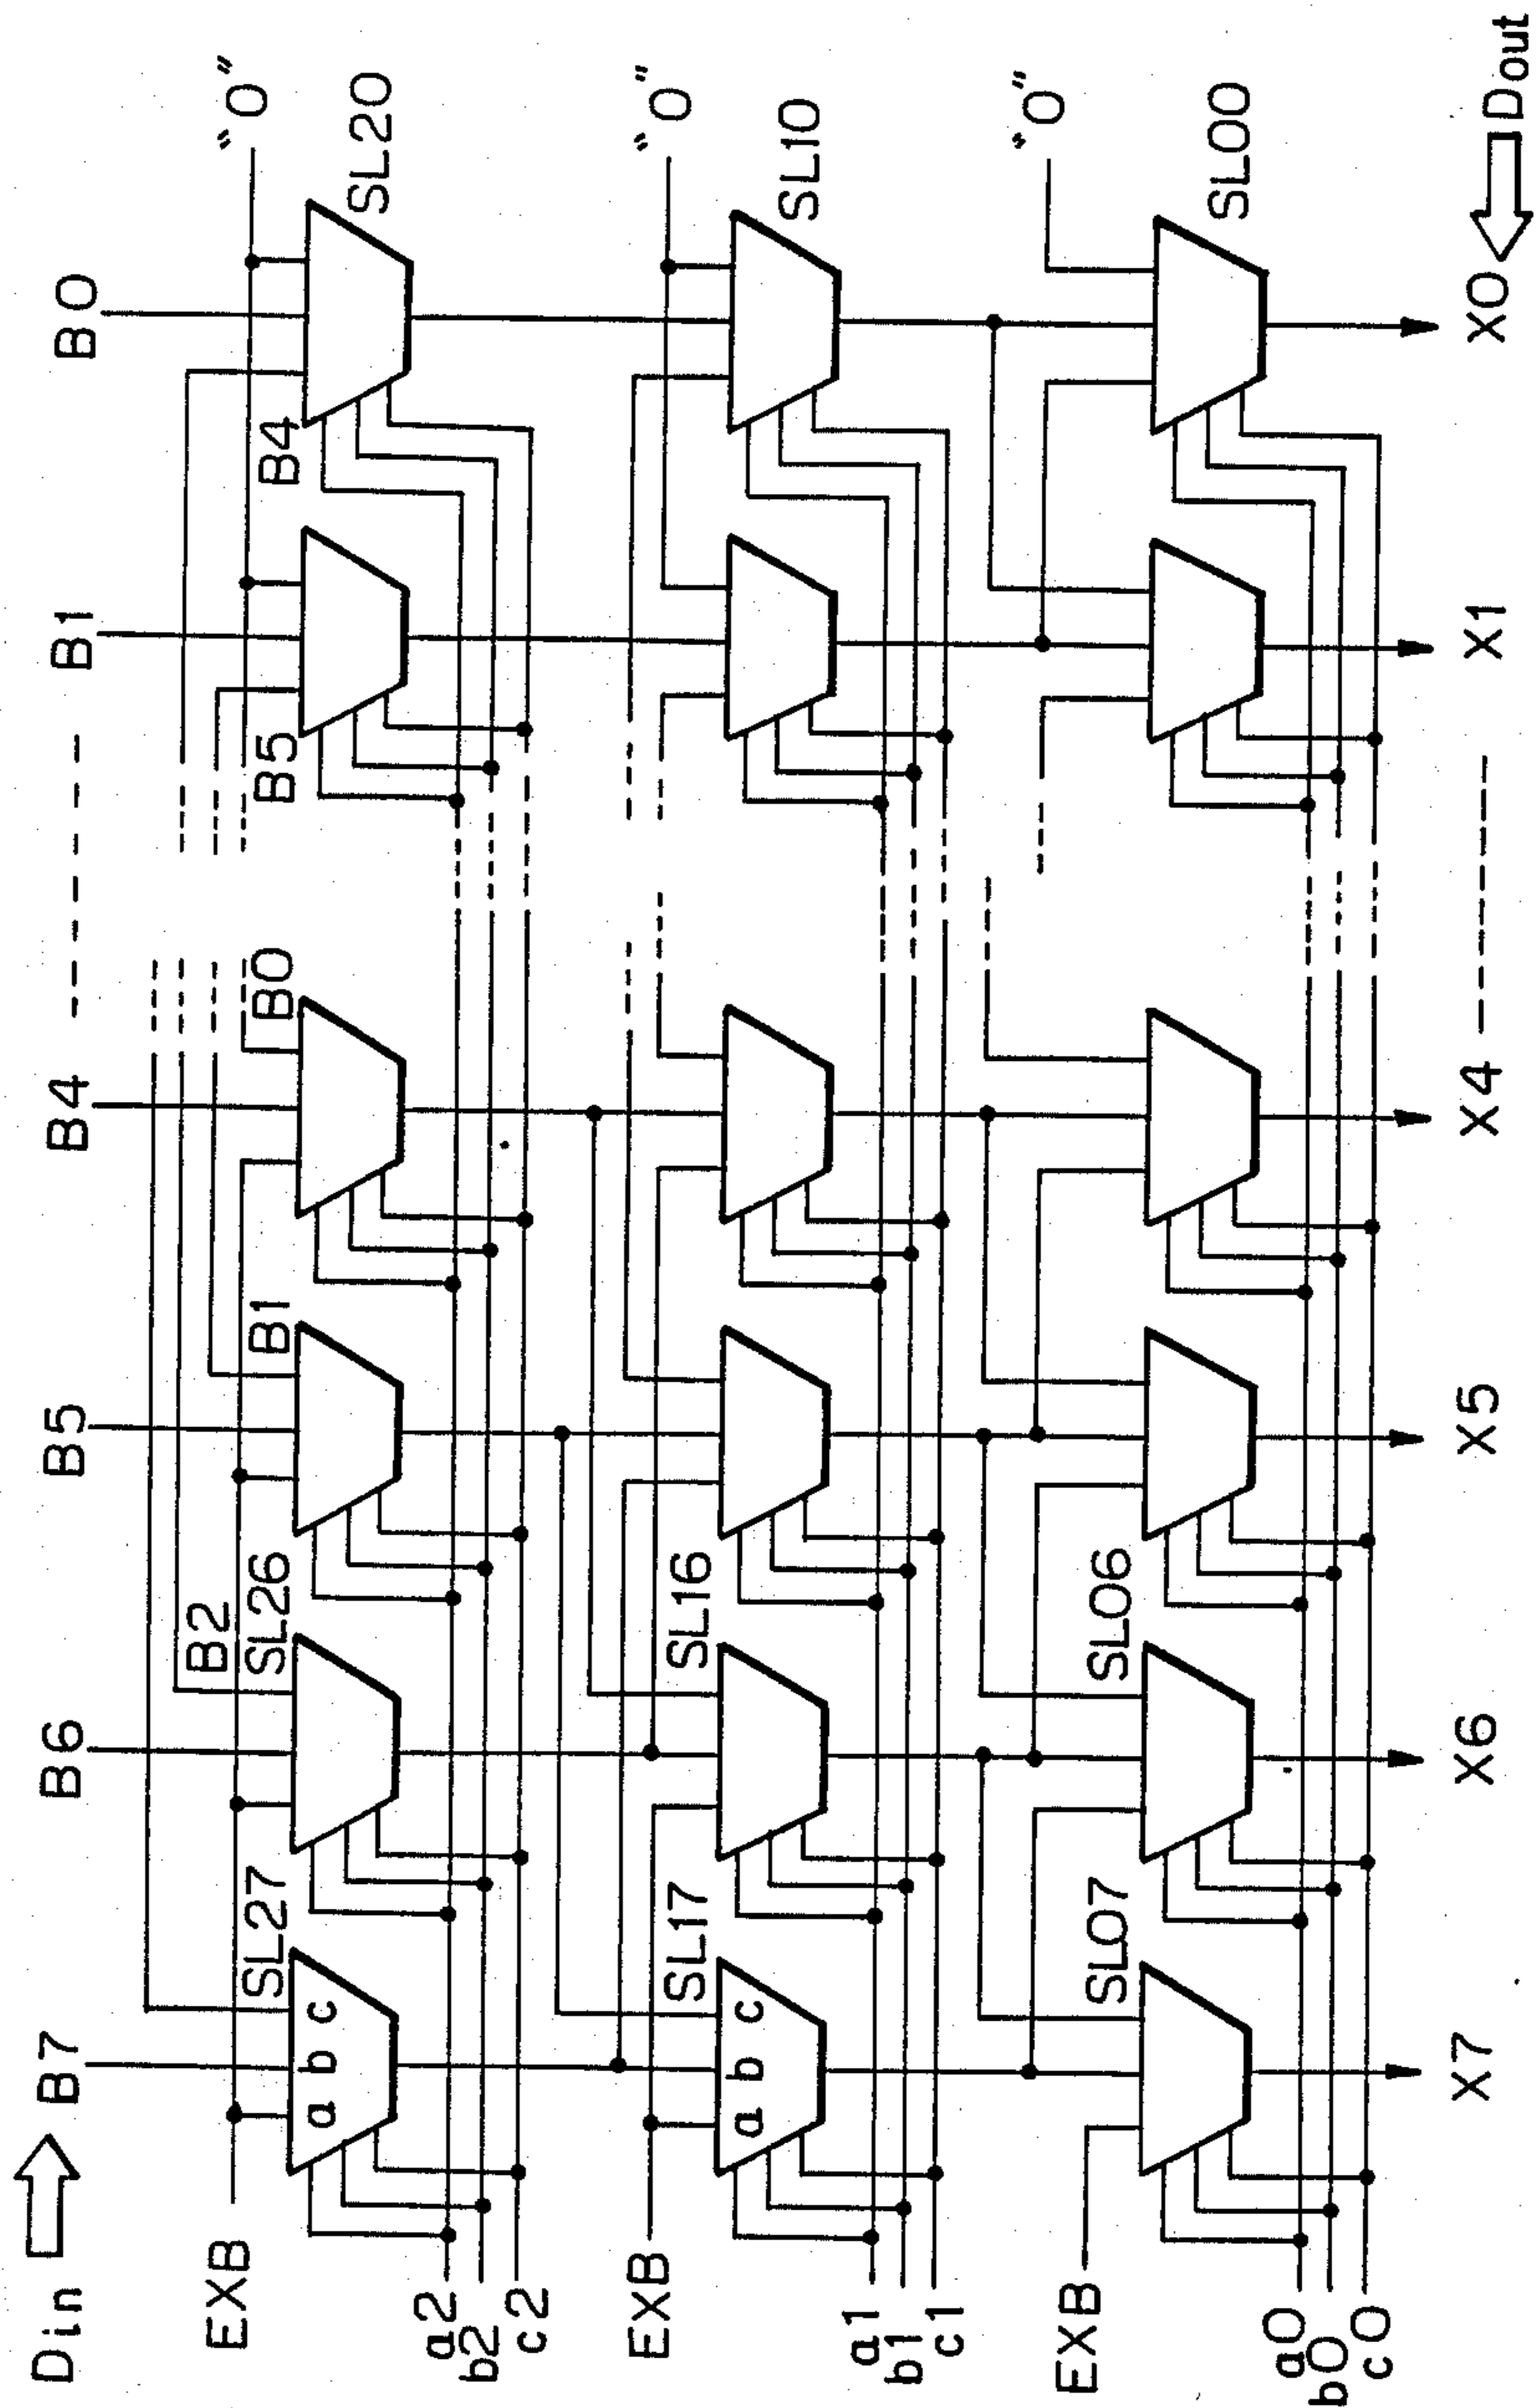 Din B7 B6 B5 B4 B1 B0
EXB "0"
B2 B1 B0 B5 B4
SL27 SL26 SL20
a b c
a2
b2
c2
EXB "0"
SL17 SL16 SL10
a b c
a1
b1
c1
EXB "0"
SL07 SL06 SL00
a0
b0
c0
X7 X6 X5 X4 X1 X0 Dout